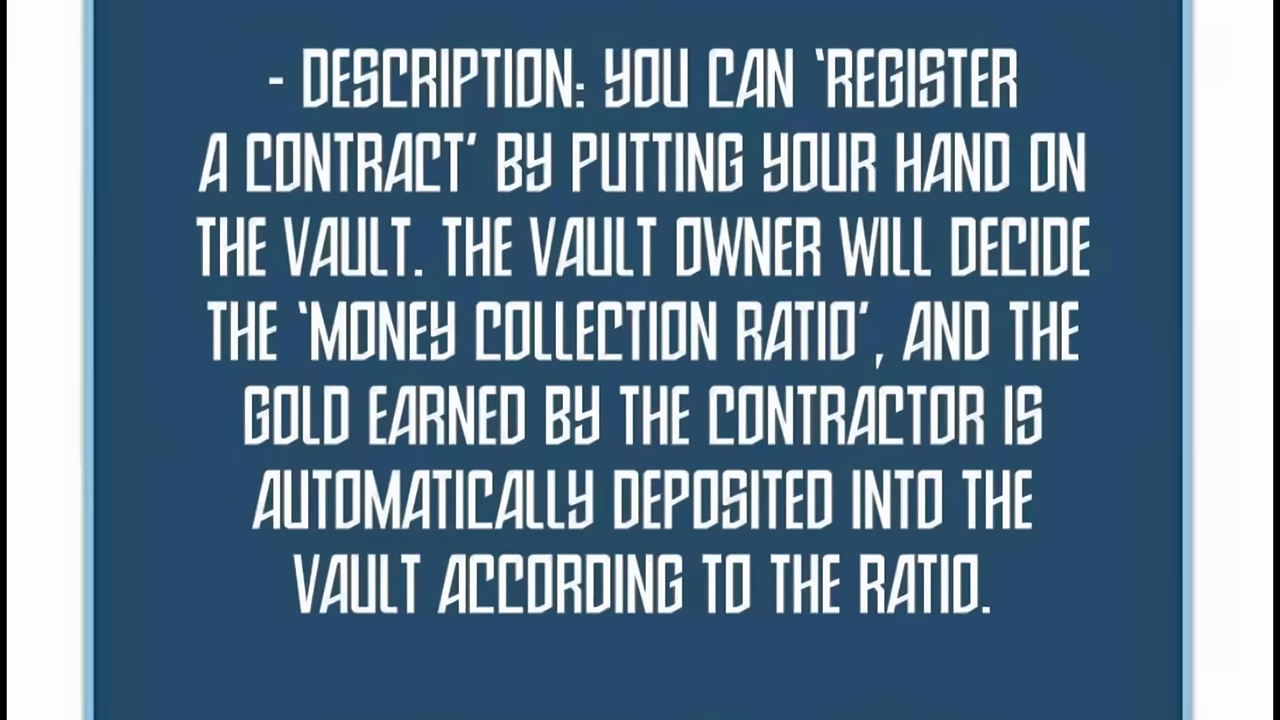 - DESCRIPTION: YOU CAN ‘REGISTER
A CONTRACT’ BY PUTTING YOUR HAND ON
THE VAULT. THE VAULT OWNER WILL DECIDE
THE ‘MONEY COLLECTION RATIO’, AND THE
GOLD EARNED BY THE CONTRACTOR IS
AUTOMATICALLY DEPOSITED INTO THE
VAULT ACCORDING TO THE RATIO.